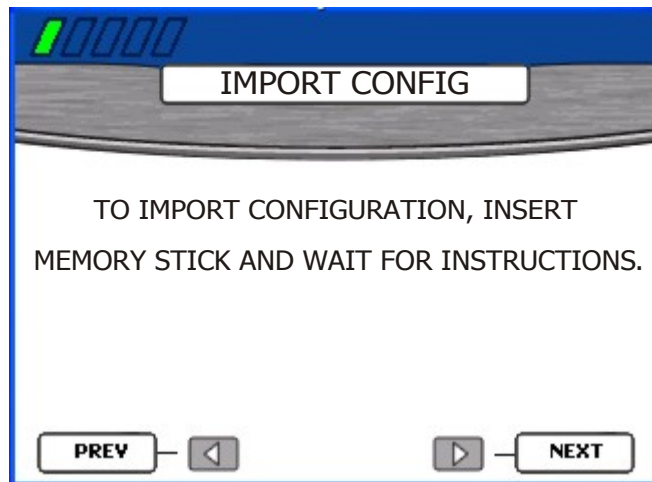 IMPORT CONFIG
TO IMPORT CONFIGURATION, INSERT
MEMORY STICK AND WAIT FOR INSTRUCTIONS.
PREV
NEXT